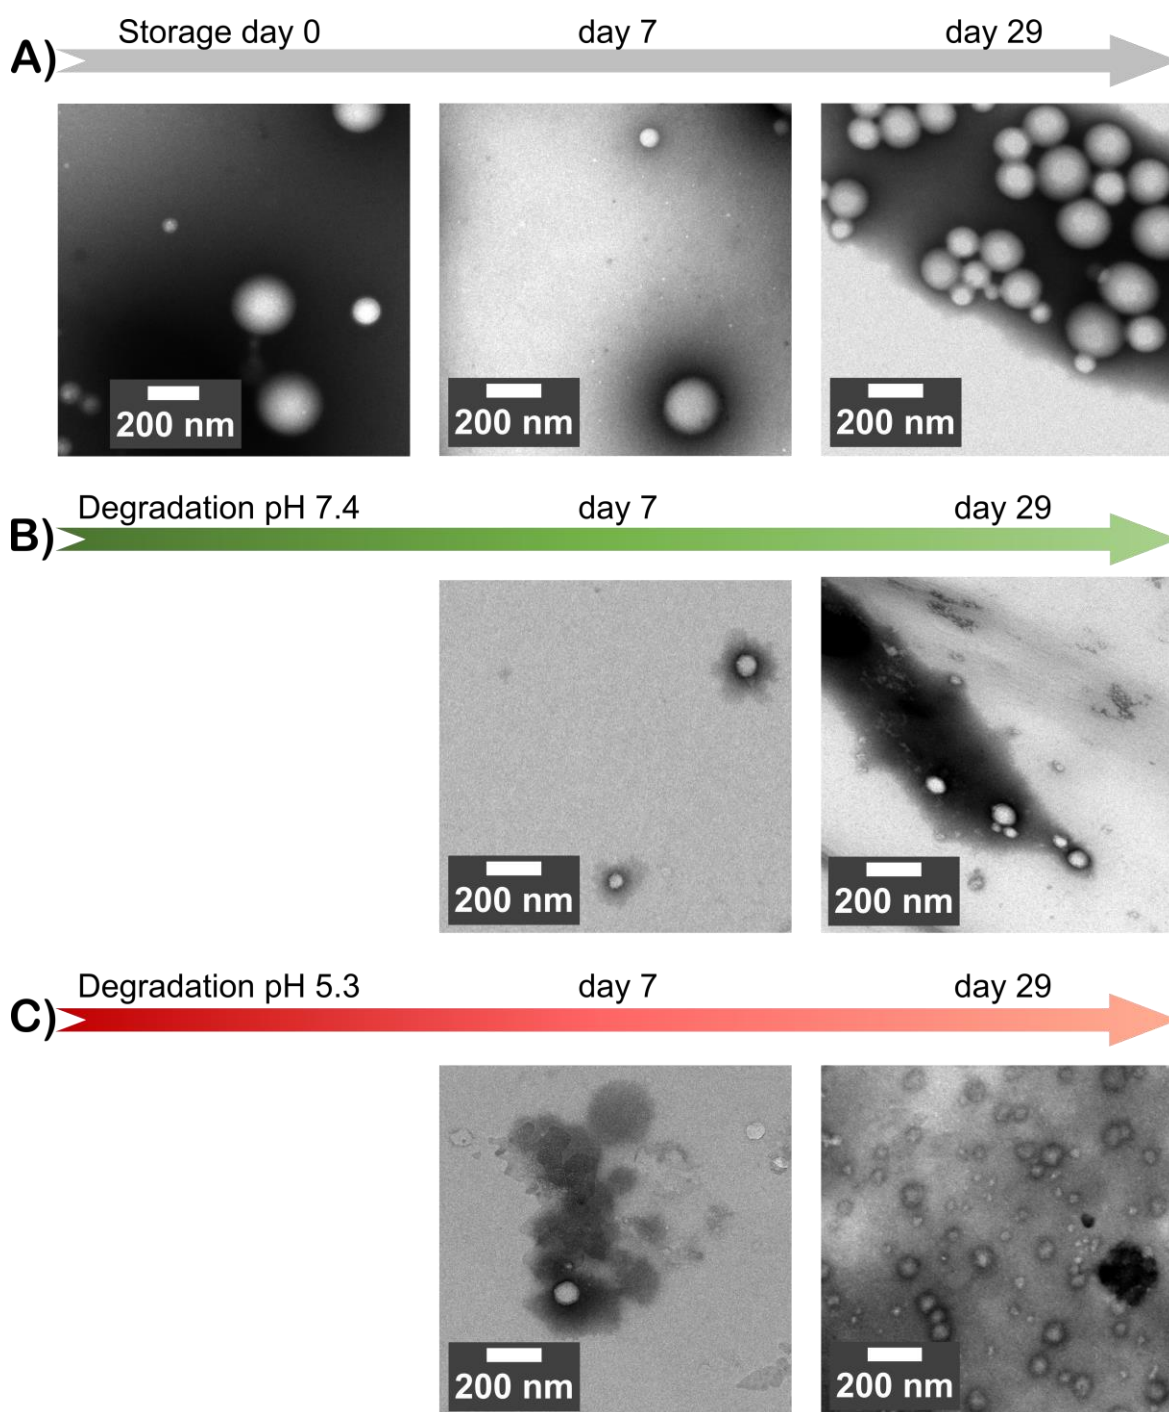 A)
Storage day 0 day 7 day 29
200 nm 200 nm 200 nm
B)
Degradation pH 7.4 day 7 day 29
200 nm 200 nm
C)
Degradation pH 5.3 day 7 day 29
200 nm 200 nm